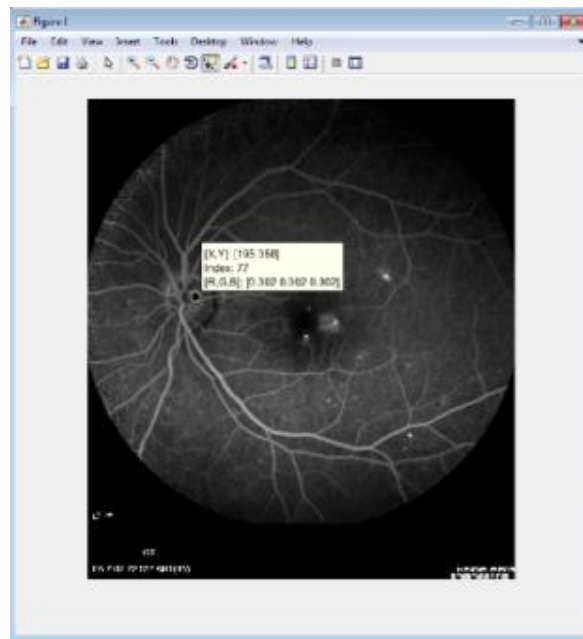 Figure 1
File Edit View Insert Tools Desktop Window Help
[X,Y]: [195 358]
Index: 77
[R,G,B]: [0.302 0.302 0.302]